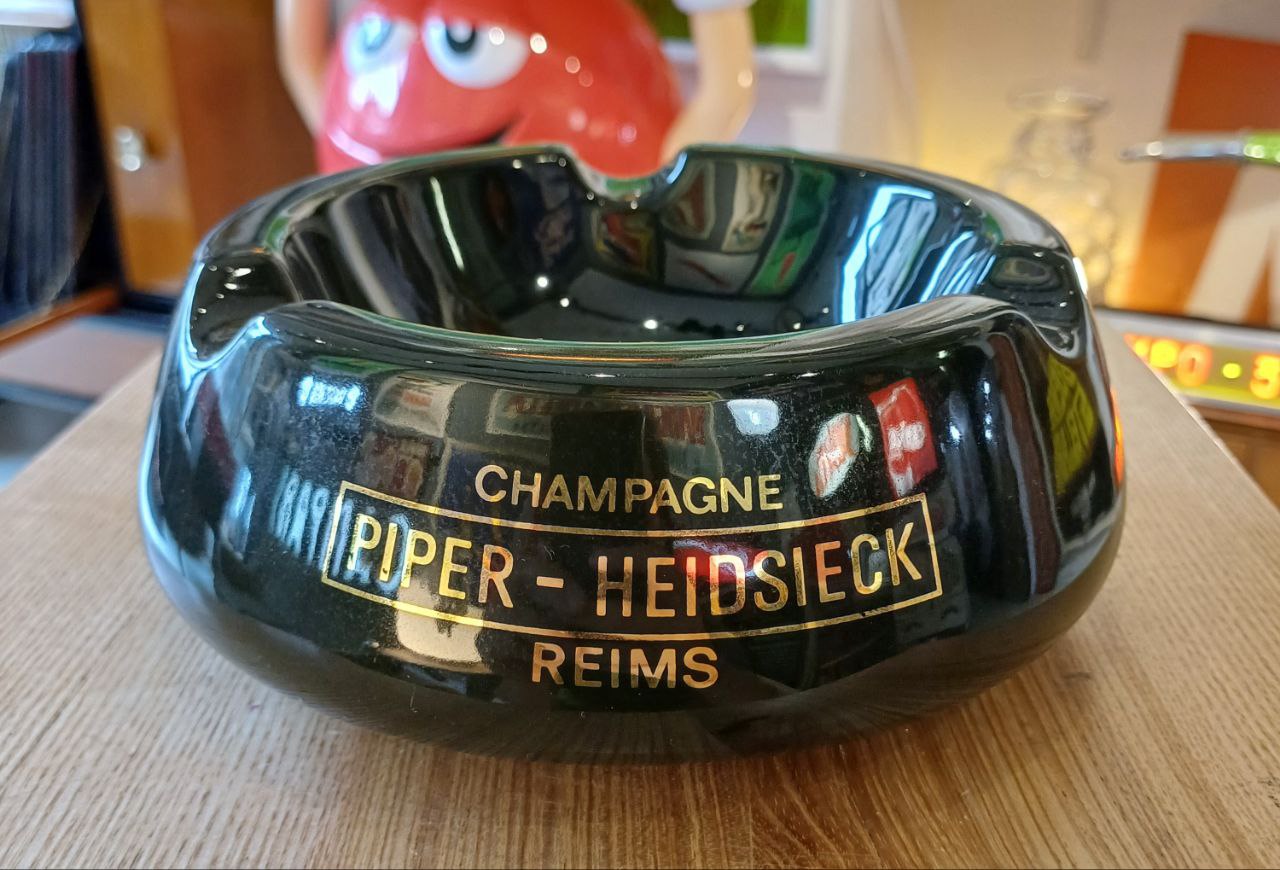 CHAMPAGNE
PIPER - HEIDSIECK
REIMS